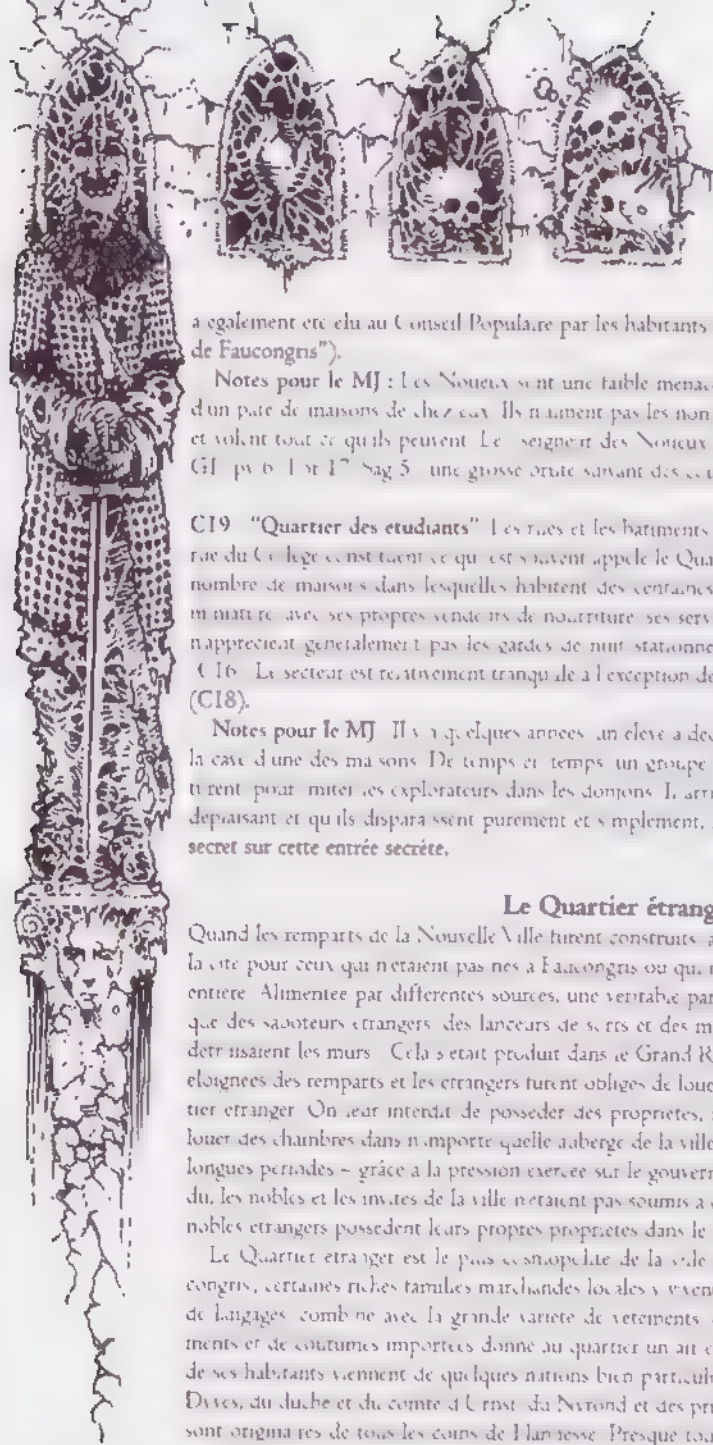 a également été élu au Conseil Populaire par les habitants
de Faucongris").
Notes pour le MJ : Les Noueux sont une faible menac
d'un pâté de maisons de chez eux. Ils n'aiment pas les non
et volent tout ce qu'ils peuvent. Le seigneur des Noueux
une grosse brute suivant des
C19 "Quartier des étudiants" Les rues et les bâtiments
rue du Collège constituent ce qui est souvent appelé le Qua
nombre de maisons dans lesquelles habitent des centaines
miniature avec ses propres vendeurs de nourriture ses serv
n'apprécient généralement pas les gardes de nuit stationne
C16 Le secteur est relativement tranquille à l'exception de
(C18).
Notes pour le MJ Il y a quelques années un élève a déc
la cave d'une des maisons. De temps en temps un groupe
tirent pour imiter les explorateurs dans les donjons. Il arri
déplaisant et qu'ils disparaissent purement et simplement,
secret sur cette entrée secrète.
Le Quartier étrang
Quand les remparts de la Nouvelle Ville furent construits a
la cité pour ceux qui n'étaient pas nés à Faucongris ou qui
entière. Alimentée par différentes sources, une véritable par
que des saboteurs étrangers des lanceurs de sorts et des m
détruisaient les murs Cela s'était produit dans le Grand R
éloignées des remparts et les étrangers furent obligés de loue
tier étranger. On leur interdit de posséder des propriétés,
louer des chambres dans n'importe quelle auberge de la ville
longues périodes – grâce à la pression exercée sur le gouvern
du, les nobles et les invités de la ville n'étaient pas soumis à
nobles étrangers possèdent leurs propres propriétés dans le
Le Quartier étranger est le plus cosmopolite de la ville
congris, certaines riches familles marchandes locales y viven
de langages combiné avec la grande variété de vêtements
ments et de coutumes importées donne au quartier un air
de ses habitants viennent de quelques nations bien particul
Dyves, du duché et du comté d'Urnst du Nyrond et des pri
sont originaires de tous les coins de Flannesse. Presque tou